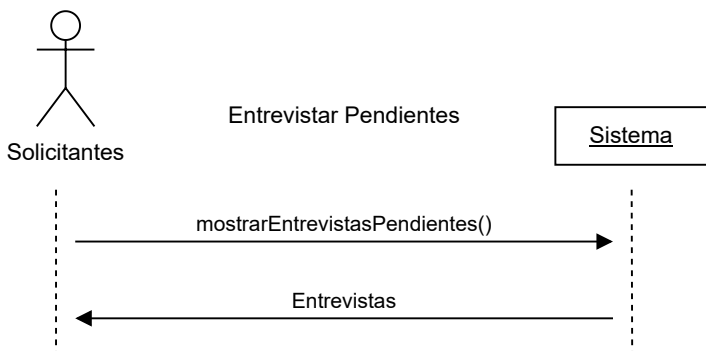 Entrevistar Pendientes
Sistema
Solicitantes
mostrarEntrevistasPendientes()
Entrevistas